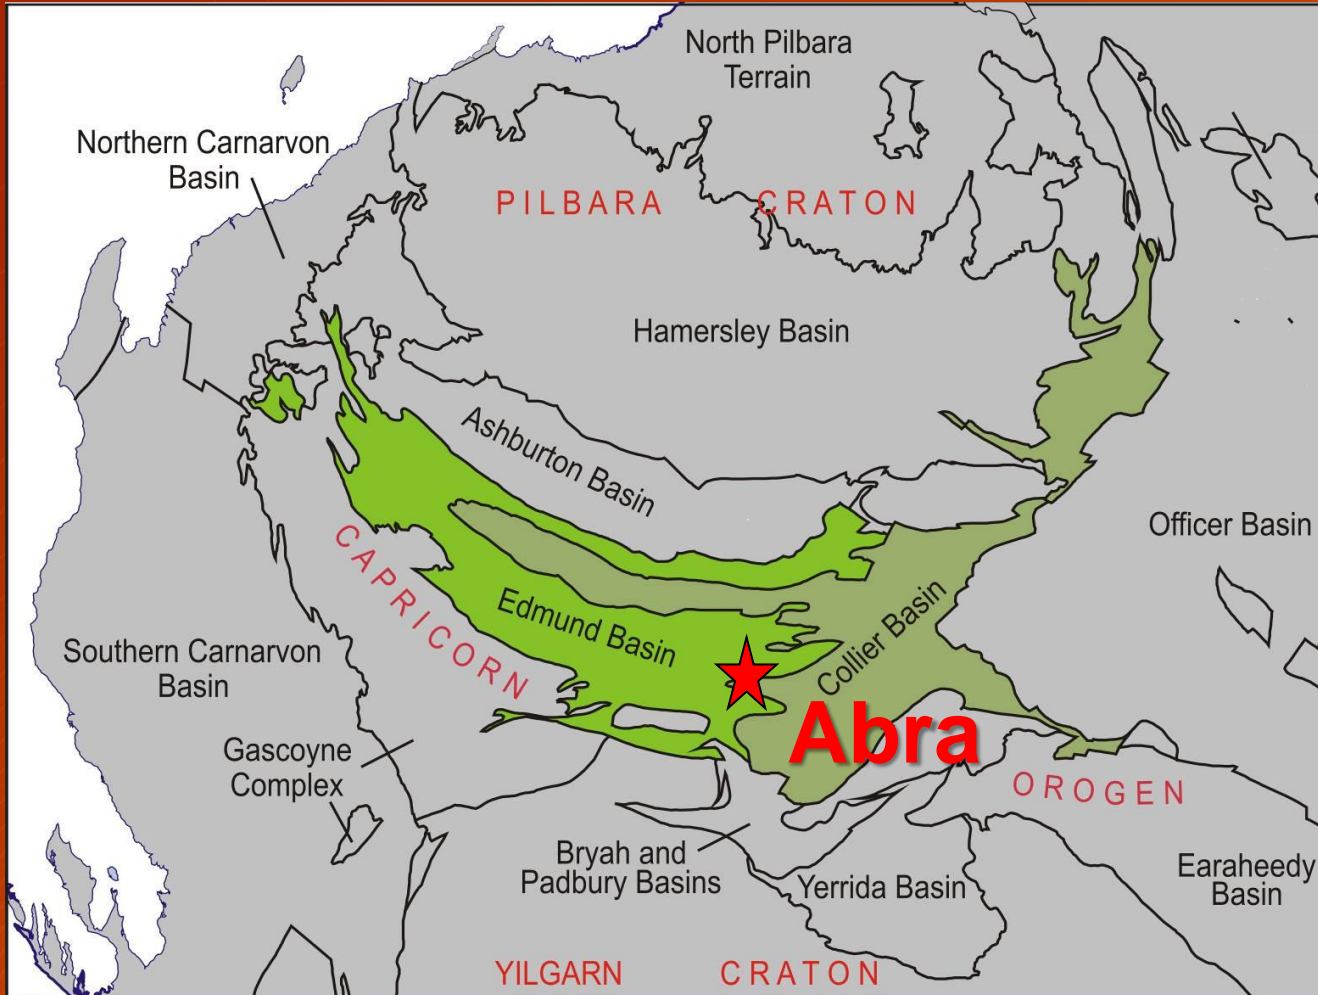 North Pilbara
Terrain
Northern Carnarvon
Basin
PILBARA CRATON
Hamersley Basin
Ashburton Basin
Officer Basin
CAPRICORN
Edmund Basin
Collier Basin
Southern Carnarvon
Basin
Abra
Gascoyne
Complex
OROGEN
Bryah and
Padbury Basins
Yerrida Basin
Earaheedy
Basin
YILGARN CRATON